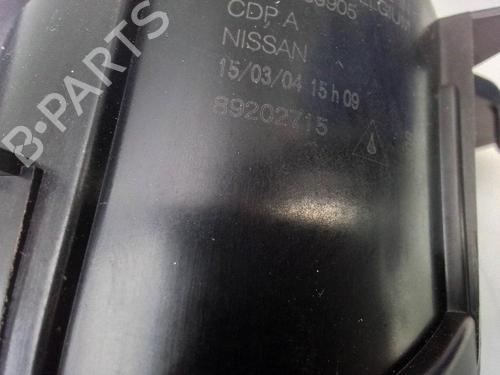 CDP A
NISSAN
15/03/04 15 h 09
89202715
B-PARTS